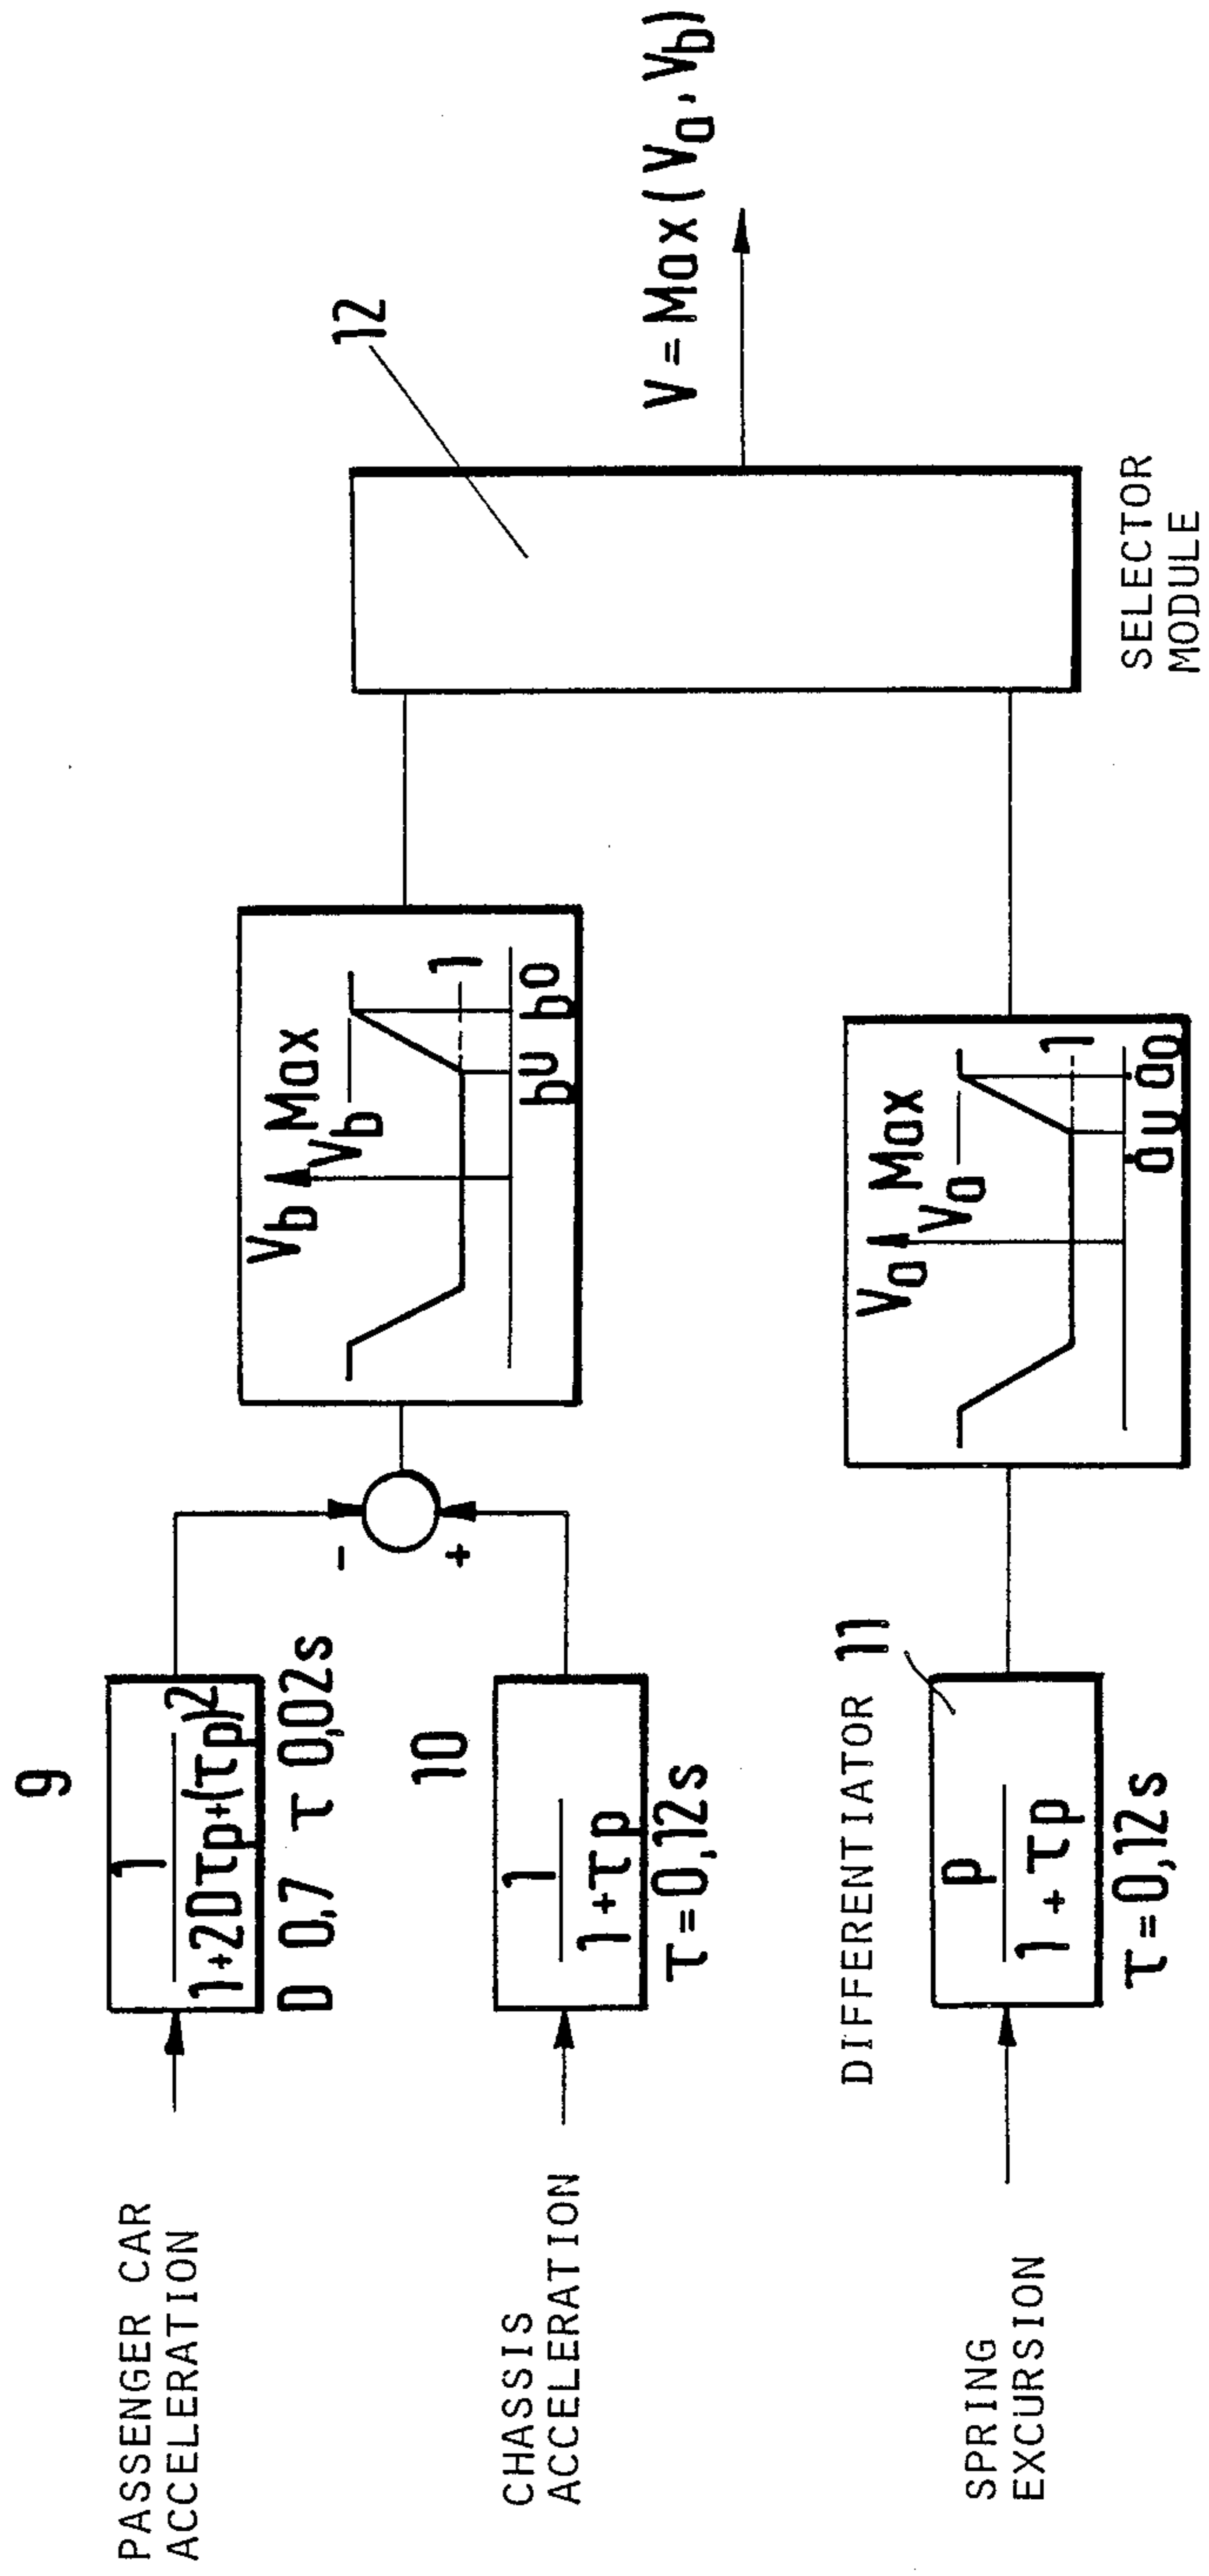 9
PASSENGER CAR
ACCELERATION
1
1+2Dτp+(τp)2
D 0,7 τ 0,02s
-
+
10
CHASSIS
ACCELERATION
1
1+τp
τ=0,12s
Vb
Vb Max
1
bu bo
12
V=Max(Va,Vb)
SELECTOR
MODULE
DIFFERENTIATOR 11
SPRING
EXCURSION
p
1+τp
τ=0,12s
Va
Va Max
1
au ao